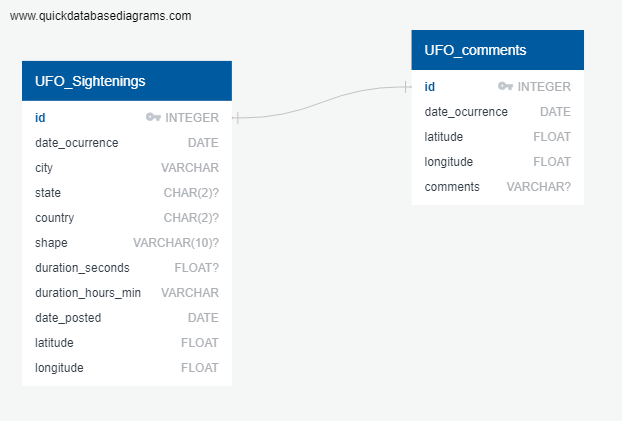 www.quickdatabasediagrams.com
UFO_Sightenings
id INTEGER
date_ocurrence DATE
city VARCHAR
state CHAR(2)?
country CHAR(2)?
shape VARCHAR(10)?
duration_seconds FLOAT?
duration_hours_min VARCHAR
date_posted DATE
latitude FLOAT
longitude FLOAT
UFO_comments
id INTEGER
date_ocurrence DATE
latitude FLOAT
longitude FLOAT
comments VARCHAR?